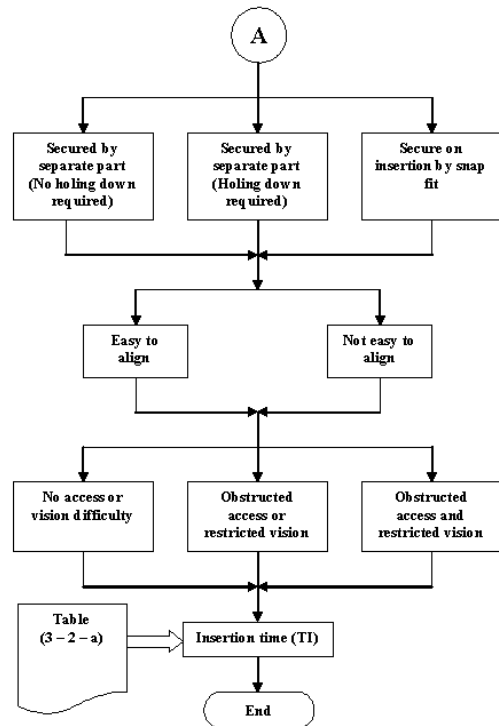 A
Secured by
separate part
(No holing down
required)
Secured by
separate part
(Holing down
required)
Secure on
insertion by snap
fit
Easy to
align
Not easy to
align
No access or
vision difficulty
Obstructed
access or
restricted vision
Obstructed
access and
restricted vision
Table
(3 – 2 – a)
Insertion time (TI)
End